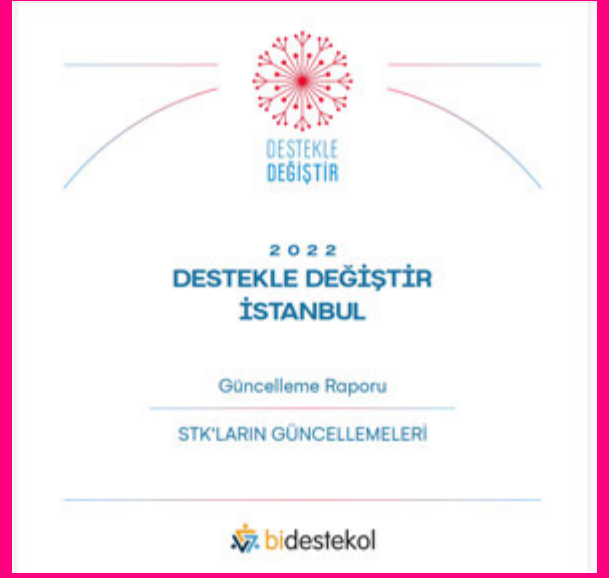 DESTEKLE
DEĞİŞTİR
2022
DESTEKLE DEĞİŞTİR
İSTANBUL
Güncelleme Raporu
STK'LARIN GÜNCELLEMELERİ
bidestekol